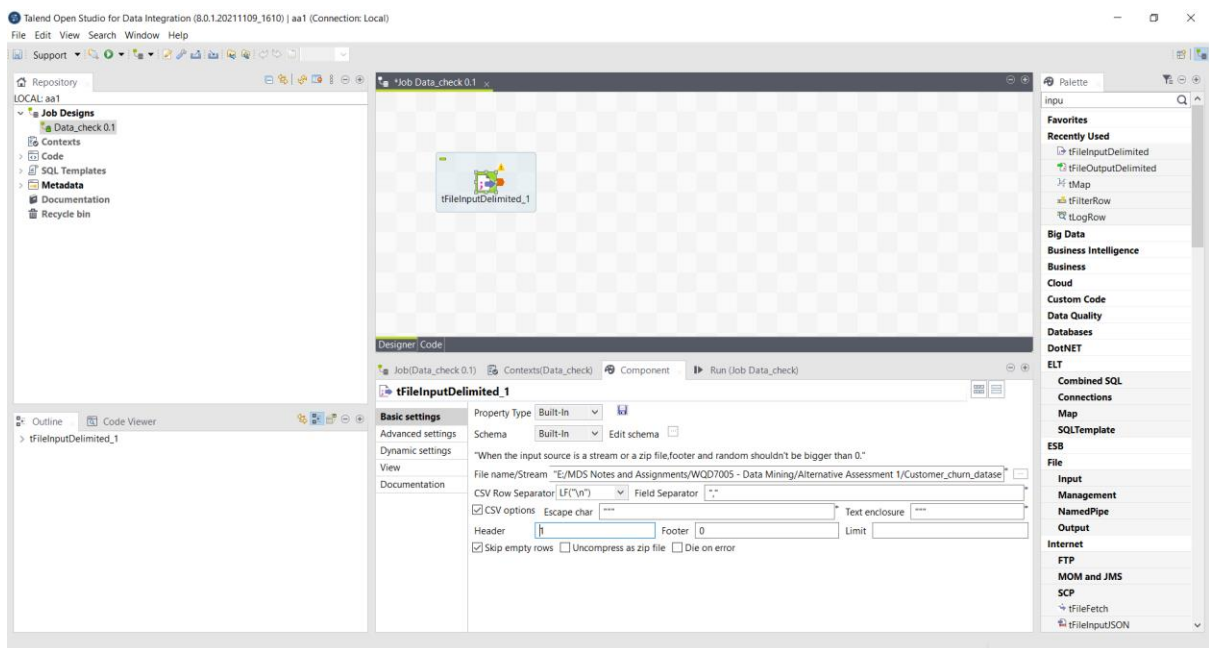 Talend Open Studio for Data Integration (8.0.1.20211109_1610) | aa1 (Connection: Local)
File Edit View Search Window Help
Support
Repository
LOCAL: aa1
Job Designs
Data_check 0.1
Contexts
Code
SQL Templates
Metadata
Documentation
Recycle bin
Outline
Code Viewer
tFileInputDelimited_1
*Job Data_check 0.1
tFileInputDelimited_1
Designer Code
Job(Data_check 0.1) Contexts(Data_check) Component Run (Job Data_check)
tFileInputDelimited_1
Basic settings
Advanced settings
Dynamic settings
View
Documentation
Property Type Built-In
Schema Built-In Edit schema
"When the input source is a stream or a zip file,footer and random shouldn't be bigger than 0."
File name/Stream "E:/MDS Notes and Assignments/WQD7005 - Data Mining/Alternative Assessment 1/Customer_churn_datase
CSV Row Separator LF("\n") Field Separator ","
CSV options Escape char """ Text enclosure """
Header 1 Footer 0 Limit
Skip empty rows Uncompress as zip file Die on error
Palette
inpu
Favorites
Recently Used
tFileInputDelimited
tFileOutputDelimited
tMap
tFilterRow
tLogRow
Big Data
Business Intelligence
Business
Cloud
Custom Code
Data Quality
Databases
DotNET
ELT
Combined SQL
Connections
Map
SQLTemplate
ESB
File
Input
Management
NamedPipe
Output
Internet
FTP
MOM and JMS
SCP
tFileFetch
tFileInputJSON